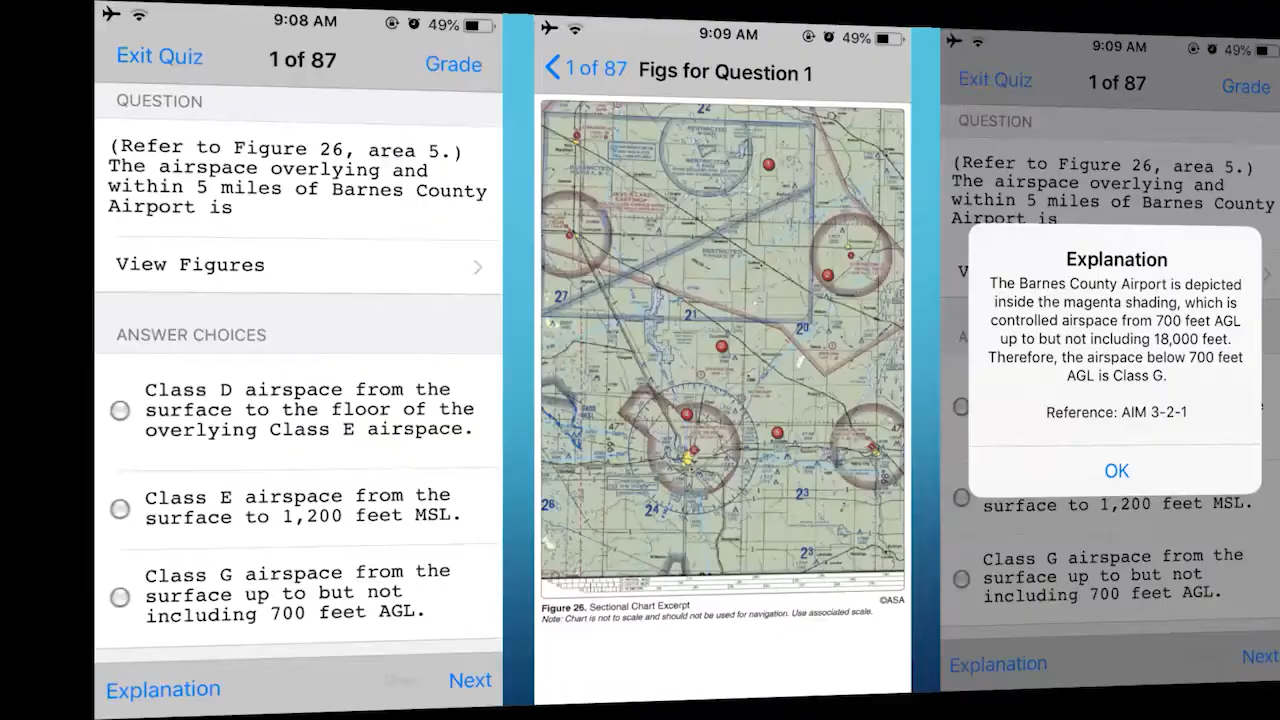 9:08 AM
49%
Exit Quiz
1 of 87
Grade
QUESTION
(Refer to Figure 26, area 5.)
The airspace overlying and
within 5 miles of Barnes County
Airport is
View Figures
ANSWER CHOICES
Class D airspace from the
surface to the floor of the
overlying Class E airspace.
Class E airspace from the
surface to 1,200 feet MSL.
Class G airspace from the
surface up to but not
including 700 feet AGL.
Explanation
Next
9:09 AM
49%
1 of 87
Figs for Question 1
22
RESTRICTED
27
21
20
26
24
23
23
©ASA
Figure 26. Sectional Chart Excerpt
Note: Chart is not to scale and should not be used for navigation. Use associated scale.
9:09 AM
49%
Exit Quiz
1 of 87
Grade
QUESTION
(Refer to Figure 26, area 5.)
The airspace overlying and
within 5 miles of Barnes County
Airport is
Explanation
The Barnes County Airport is depicted
inside the magenta shading, which is
controlled airspace from 700 feet AGL
up to but not including 18,000 feet.
Therefore, the airspace below 700 feet
AGL is Class G.
Reference: AIM 3-2-1
OK
surface to 1,200 feet MSL.
Class G airspace from the
surface up to but not
including 700 feet AGL.
Explanation
Next